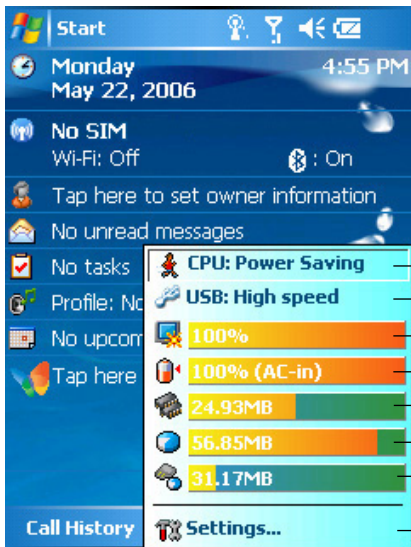 Start
Monday 4:55 PM
May 22, 2006
No SIM
Wi-Fi: Off : On
Tap here to set owner information
No unread messages
No tasks
Profile: No
No upcom
Tap here
CPU: Power Saving
USB: High speed
100%
100% (AC-in)
24.93MB
56.85MB
31.17MB
Settings...
Call History